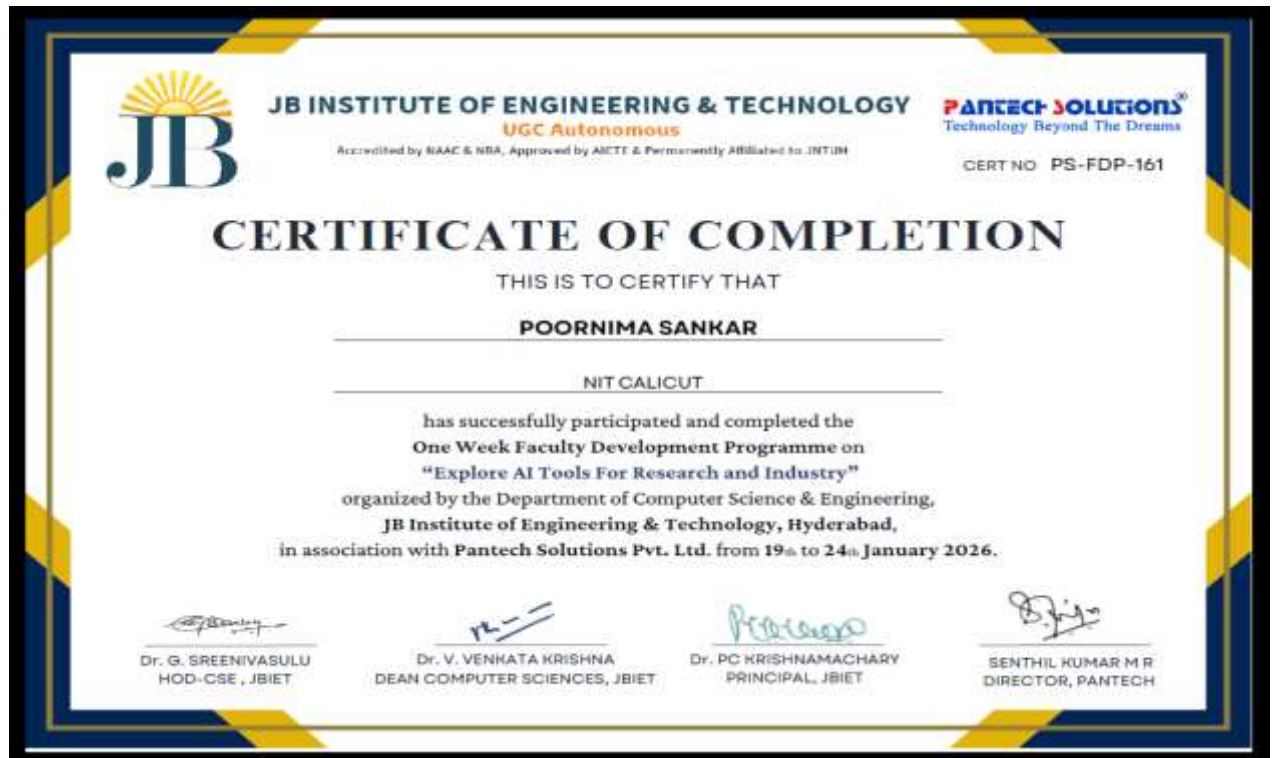 JB
JB INSTITUTE OF ENGINEERING & TECHNOLOGY
UGC Autonomous
Accredited by NAAC & NBA, Approved by AICTE & Permanently Affiliated to JNTUH
PANTECH SOLUTIONS®
Technology Beyond The Dreams
CERT NO PS-FDP-161
CERTIFICATE OF COMPLETION
THIS IS TO CERTIFY THAT
POORNIMA SANKAR
NIT CALICUT
has successfully participated and completed the
One Week Faculty Development Programme on
“Explore AI Tools For Research and Industry”
organized by the Department of Computer Science & Engineering,
JB Institute of Engineering & Technology, Hyderabad,
in association with Pantech Solutions Pvt. Ltd. from 19th to 24th January 2026.
Dr. G. SREENIVASULU
HOD-CSE , JBIET
Dr. V. VENKATA KRISHNA
DEAN COMPUTER SCIENCES, JBIET
Dr. PC KRISHNAMACHARY
PRINCIPAL, JBIET
SENTHIL KUMAR M R
DIRECTOR, PANTECH